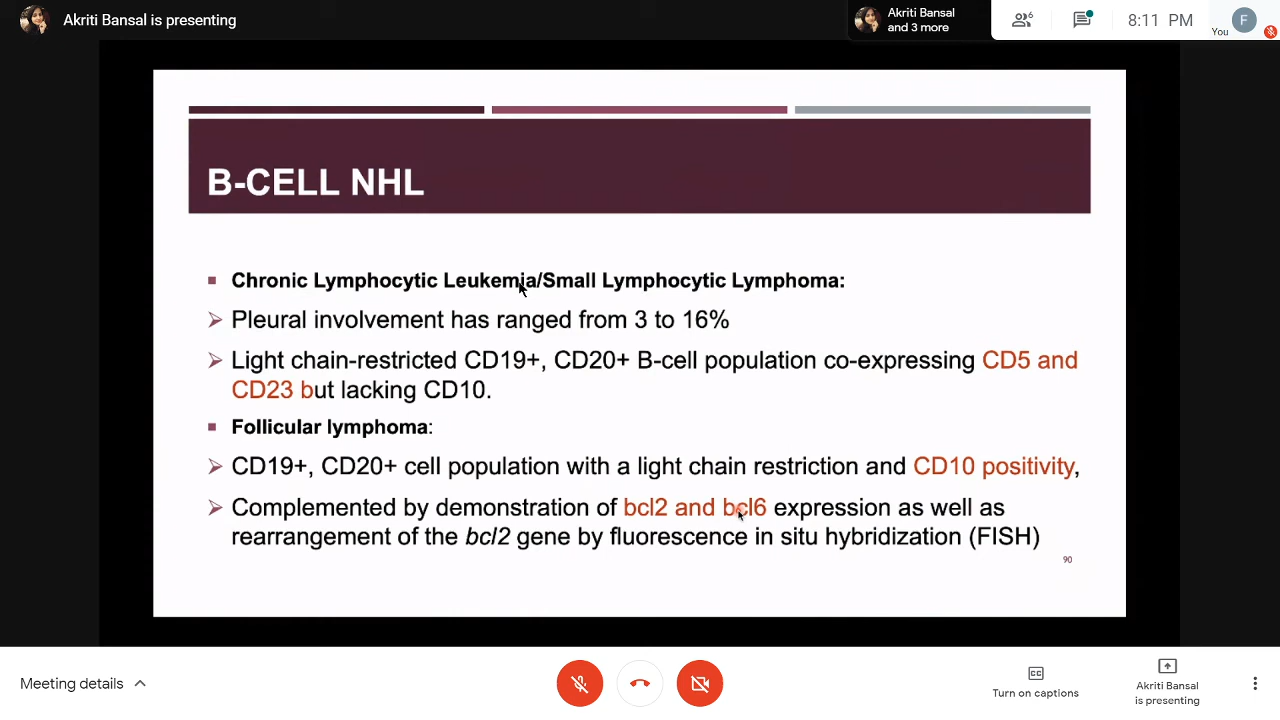 Akriti Bansal is presenting
Akriti Bansal
and 3 more
6
8:11 PM
You
F
B-CELL NHL
Chronic Lymphocytic Leukemia/Small Lymphocytic Lymphoma:
Pleural involvement has ranged from 3 to 16%
Light chain-restricted CD19+, CD20+ B-cell population co-expressing CD5 and
CD23 but lacking CD10.
Follicular lymphoma:
CD19+, CD20+ cell population with a light chain restriction and CD10 positivity,
Complemented by demonstration of bcl2 and bcl6 expression as well as
rearrangement of the bcl2 gene by fluorescence in situ hybridization (FISH)
90
Meeting details
CC
Turn on captions
Akriti Bansal
is presenting